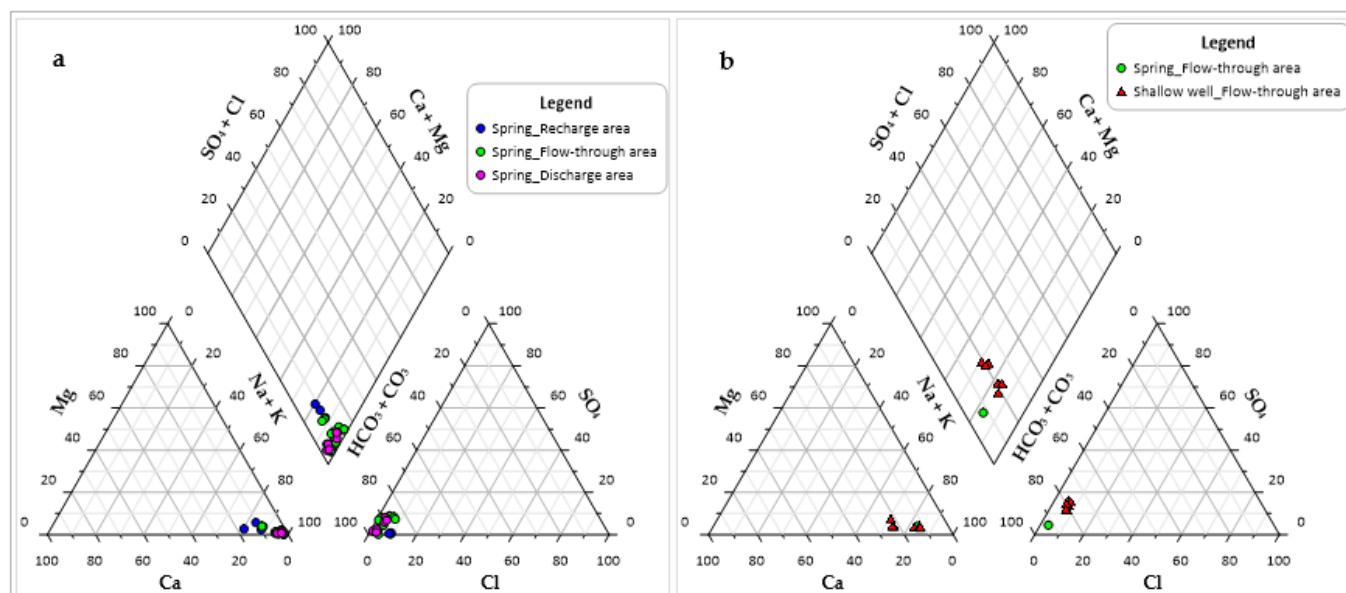 a
Legend
Spring_Recharge area
Spring_Flow-through area
Spring_Discharge area
100 100
80 80
60 60
40 40
20 20
0 0
SO₄ + Cl
Ca + Mg
Na + K
HCO₃ + CO₃
100 0
80 20
60 40
40 60
20 80
0 100
Mg
100 80 60 40 20 0
Ca
0 100
80
60
60 40
80 20
100 0
SO₄
0 20 40 60 80 100
Cl
b
Legend
Spring_Flow-through area
Shallow well_Flow-through area
100 100
80 80
60 60
40 40
20 20
0 0
SO₄ + Cl
Ca + Mg
Na + K
HCO₃ + CO₃
100 0
80 20
60 40
40 60
20 80
0 100
Mg
100 80 60 40 20 0
Ca
0 100
80
60
60 40
80 20
100 0
SO₄
0 20 40 60 80 100
Cl